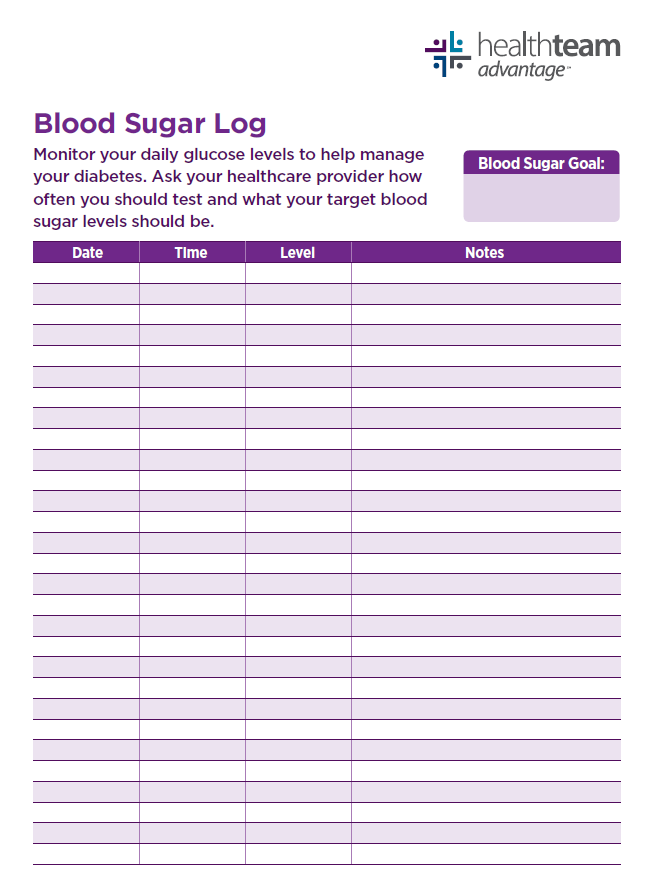 healthteam
advantage™
Blood Sugar Log
Monitor your daily glucose levels to help manage
your diabetes. Ask your healthcare provider how
often you should test and what your target blood
sugar levels should be.
Blood Sugar Goal:
Date Time Level Notes